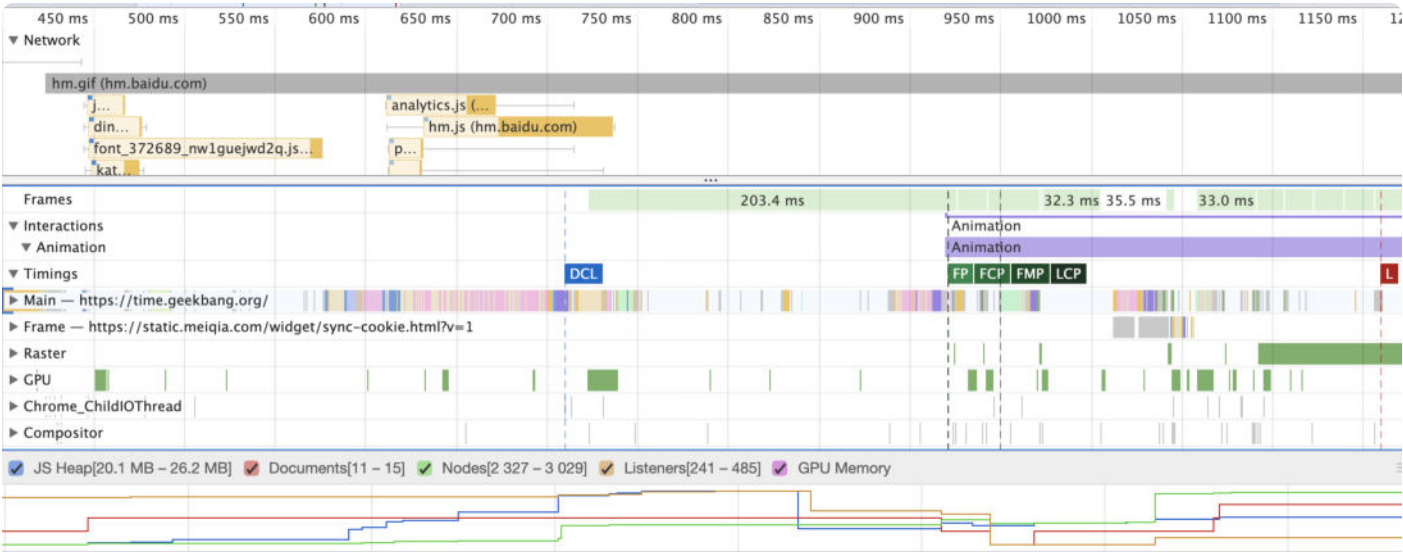 450 ms 500 ms 550 ms 600 ms 650 ms 700 ms 750 ms 800 ms 850 ms 900 ms 950 ms 1000 ms 1050 ms 1100 ms 1150 ms
Network
hm.gif (hm.baidu.com)
j... analytics.js (...
din... hm.js (hm.baidu.com)
font_372689_nw1guejwd2q.js... p...
kat...
...
Frames 203.4 ms 32.3 ms 35.5 ms 33.0 ms
Interactions Animation
Animation Animation
Timings DCL FP FCP FMP LCP L
Main — https://time.geekbang.org/
Frame — https://static.meiqia.com/widget/sync-cookie.html?v=1
Raster
GPU
Chrome_ChildIOThread
Compositor
JS Heap[20.1 MB – 26.2 MB] Documents[11 – 15] Nodes[2 327 – 3 029] Listeners[241 – 485] GPU Memory